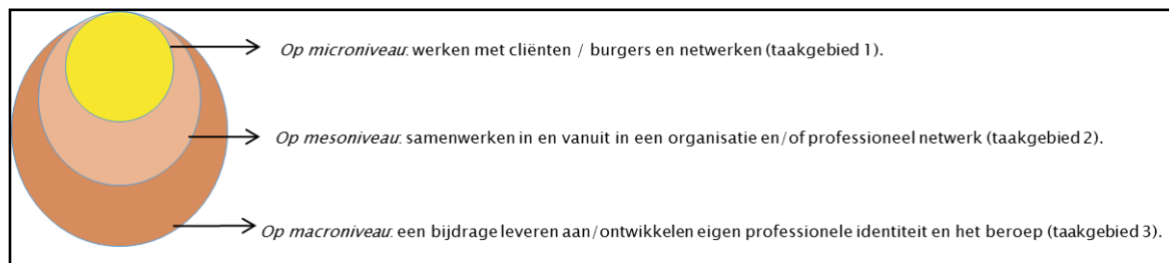 Op microniveau: werken met cliënten / burgers en netwerken (taakgebied 1).
Op mesoniveau: samenwerken in en vanuit in een organisatie en/of professioneel netwerk (taakgebied 2).
Op macroniveau: een bijdrage leveren aan/ontwikkelen eigen professionele identiteit en het beroep (taakgebied 3).